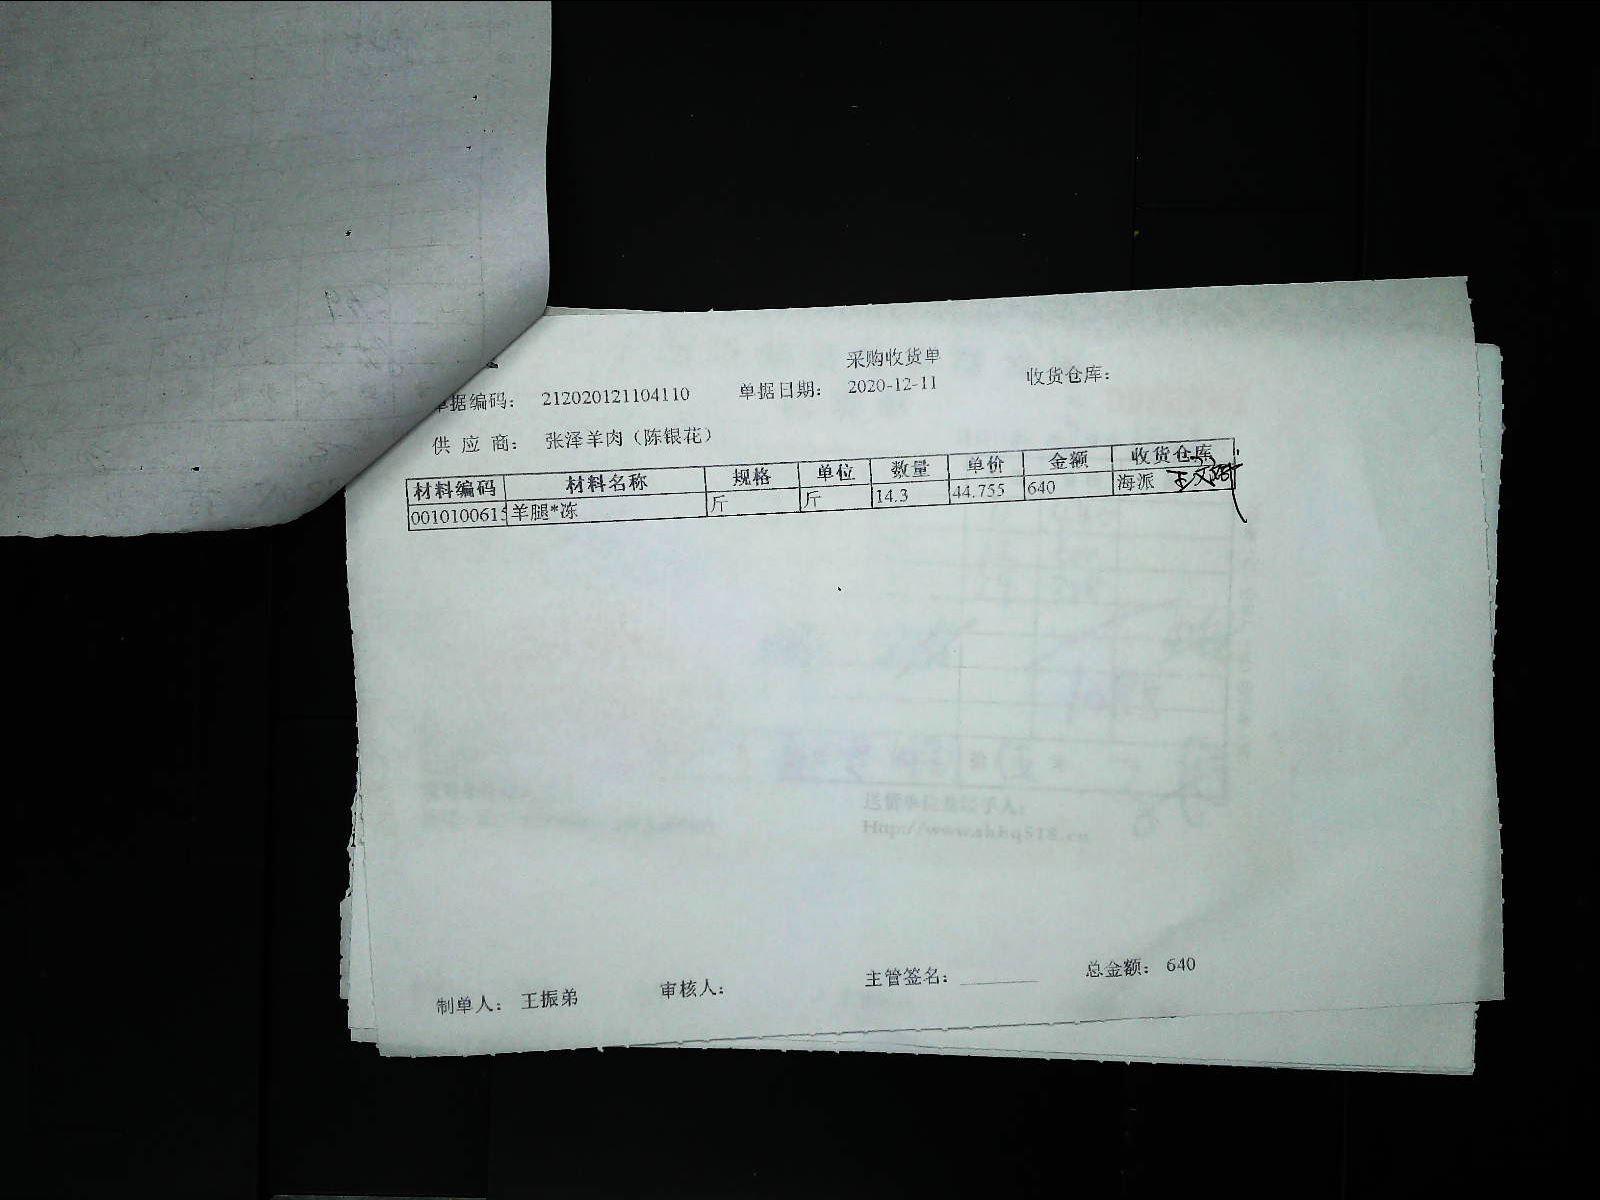 采购收货单
单据编码: 212020121104110 单据日期: 2020-12-11 收货仓库:
供应商: 张泽羊肉（陈银花）
材料编码 材料名称 规格 单位 数量 单价 金额 收货仓库
0010100615 羊腿*冻 斤 斤 14.3 44.755 640 海派
制单人: 王振弟 审核人: 主管签名: 总金额: 640